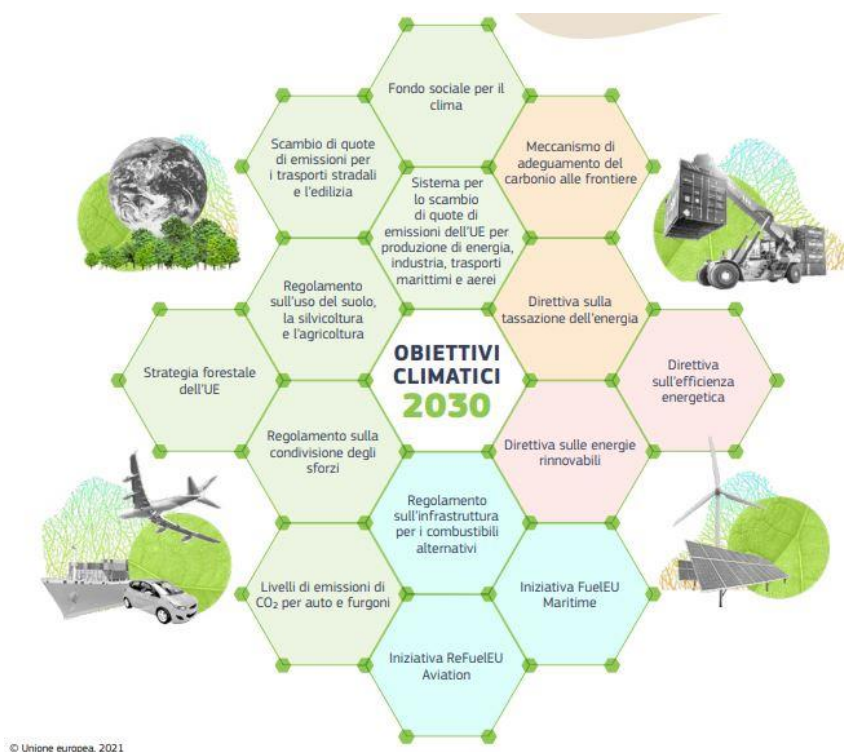 Fondo sociale per il
clima
Scambio di quote
di emissioni per
i trasporti stradali
e l'edilizia
Meccanismo di
adeguamento del
carbonio alle frontiere
Sistema per
lo scambio
di quote di
emissioni dell'UE per
produzione di energia,
industria, trasporti
marittimi e aerei
Regolamento
sull'uso del suolo,
la silvicoltura
e l'agricoltura
Direttiva sulla
tassazione dell'energia
Strategia forestale
dell'UE
OBIETTIVI
CLIMATICI
2030
Direttiva
sull'efficienza
energetica
Regolamento sulla
condivisione degli
sforzi
Direttiva sulle energie
rinnovabili
Regolamento
sull'infrastruttura
per i combustibili
alternativi
Livelli di emissioni di
CO₂ per auto e furgoni
Iniziativa FuelEU
Maritime
Iniziativa ReFuelEU
Aviation
© Unione europea, 2021